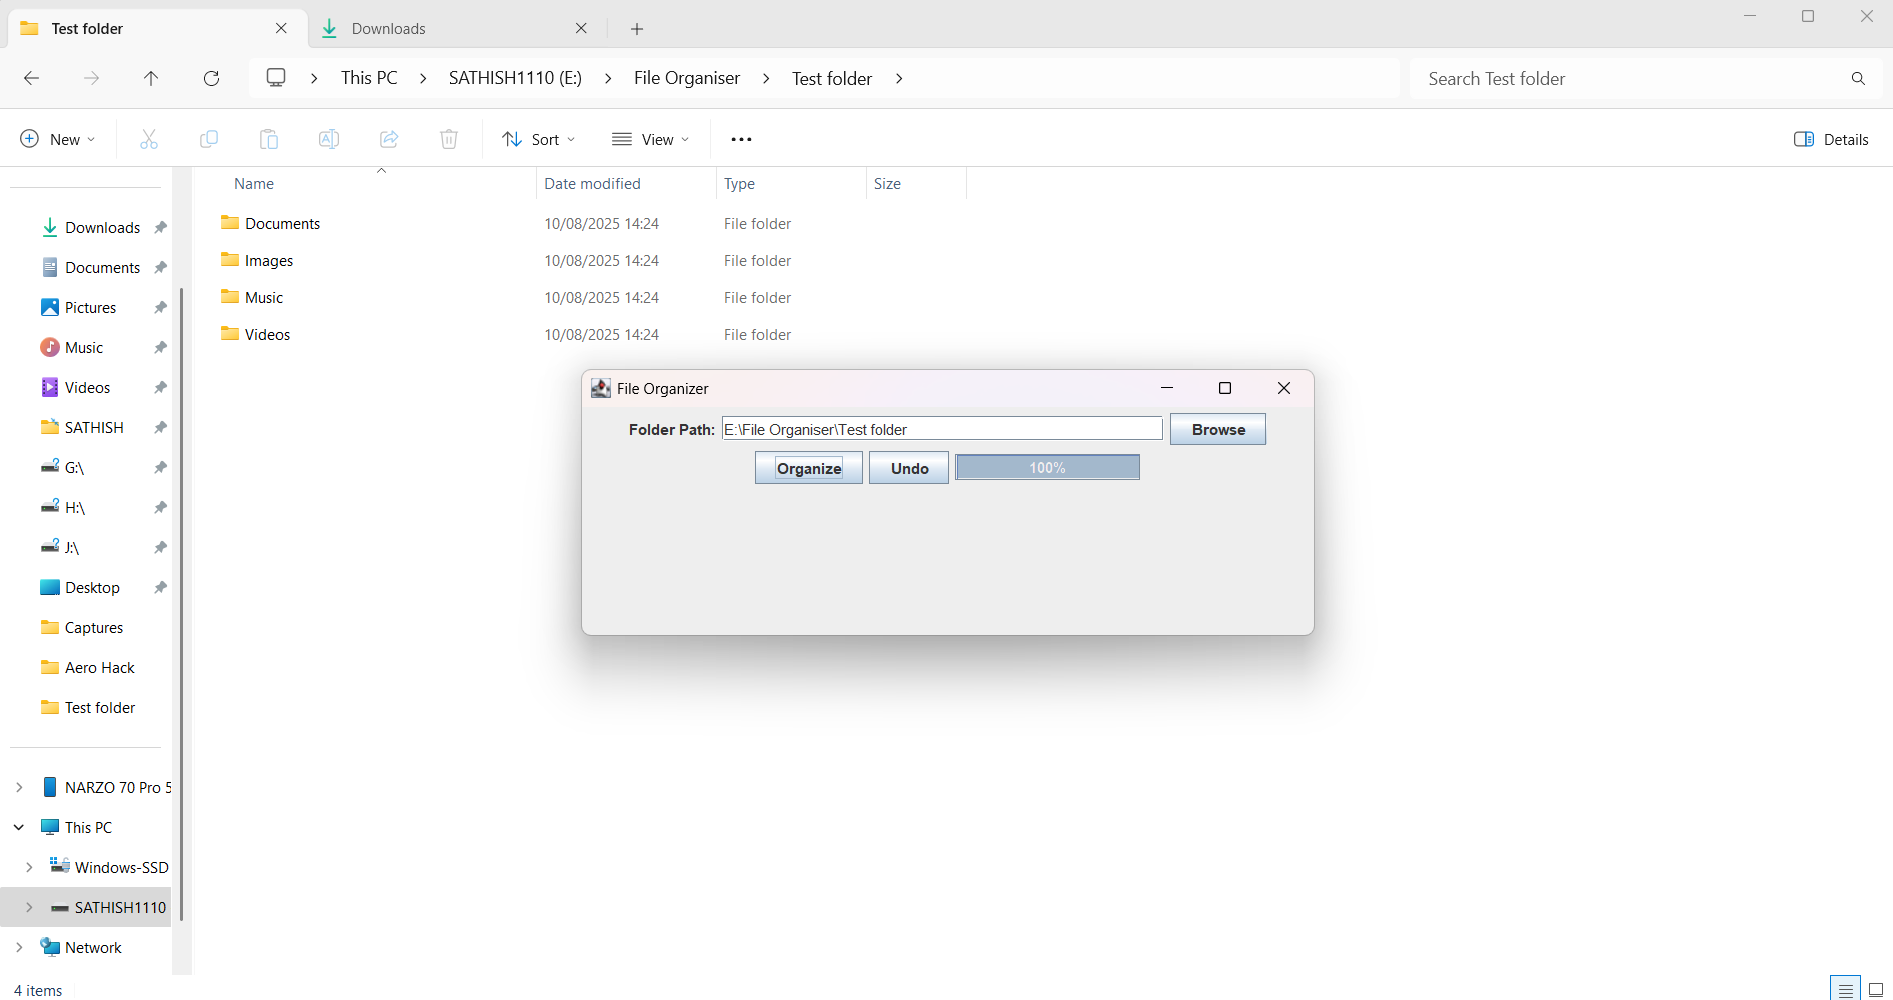 Test folder
Downloads
This PC > SATHISH1110 (E:) > File Organiser > Test folder >
Search Test folder
New
Sort
View
Details
Name Date modified Type Size
Documents 10/08/2025 14:24 File folder
Images 10/08/2025 14:24 File folder
Music 10/08/2025 14:24 File folder
Videos 10/08/2025 14:24 File folder
Downloads
Documents
Pictures
Music
Videos
SATHISH
G:\
H:\
J:\
Desktop
Captures
Aero Hack
Test folder
NARZO 70 Pro 5
This PC
Windows-SSD
SATHISH1110
Network
4 items
File Organizer
Folder Path: E:\File Organiser\Test folder Browse
Organize Undo 100%